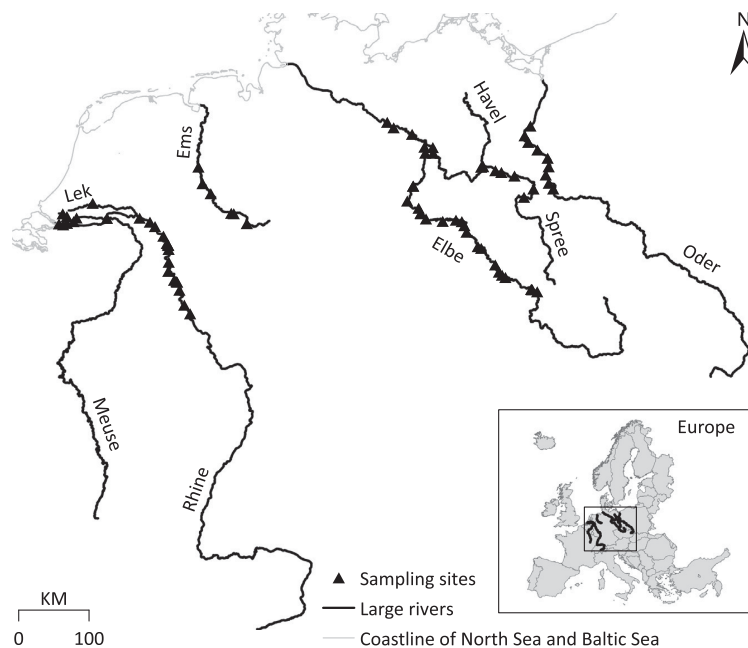 N
Havel
Ems
Lek
Spree
Elbe
Oder
Meuse
Rhine
Europe
KM
0 100
Sampling sites
Large rivers
Coastline of North Sea and Baltic Sea